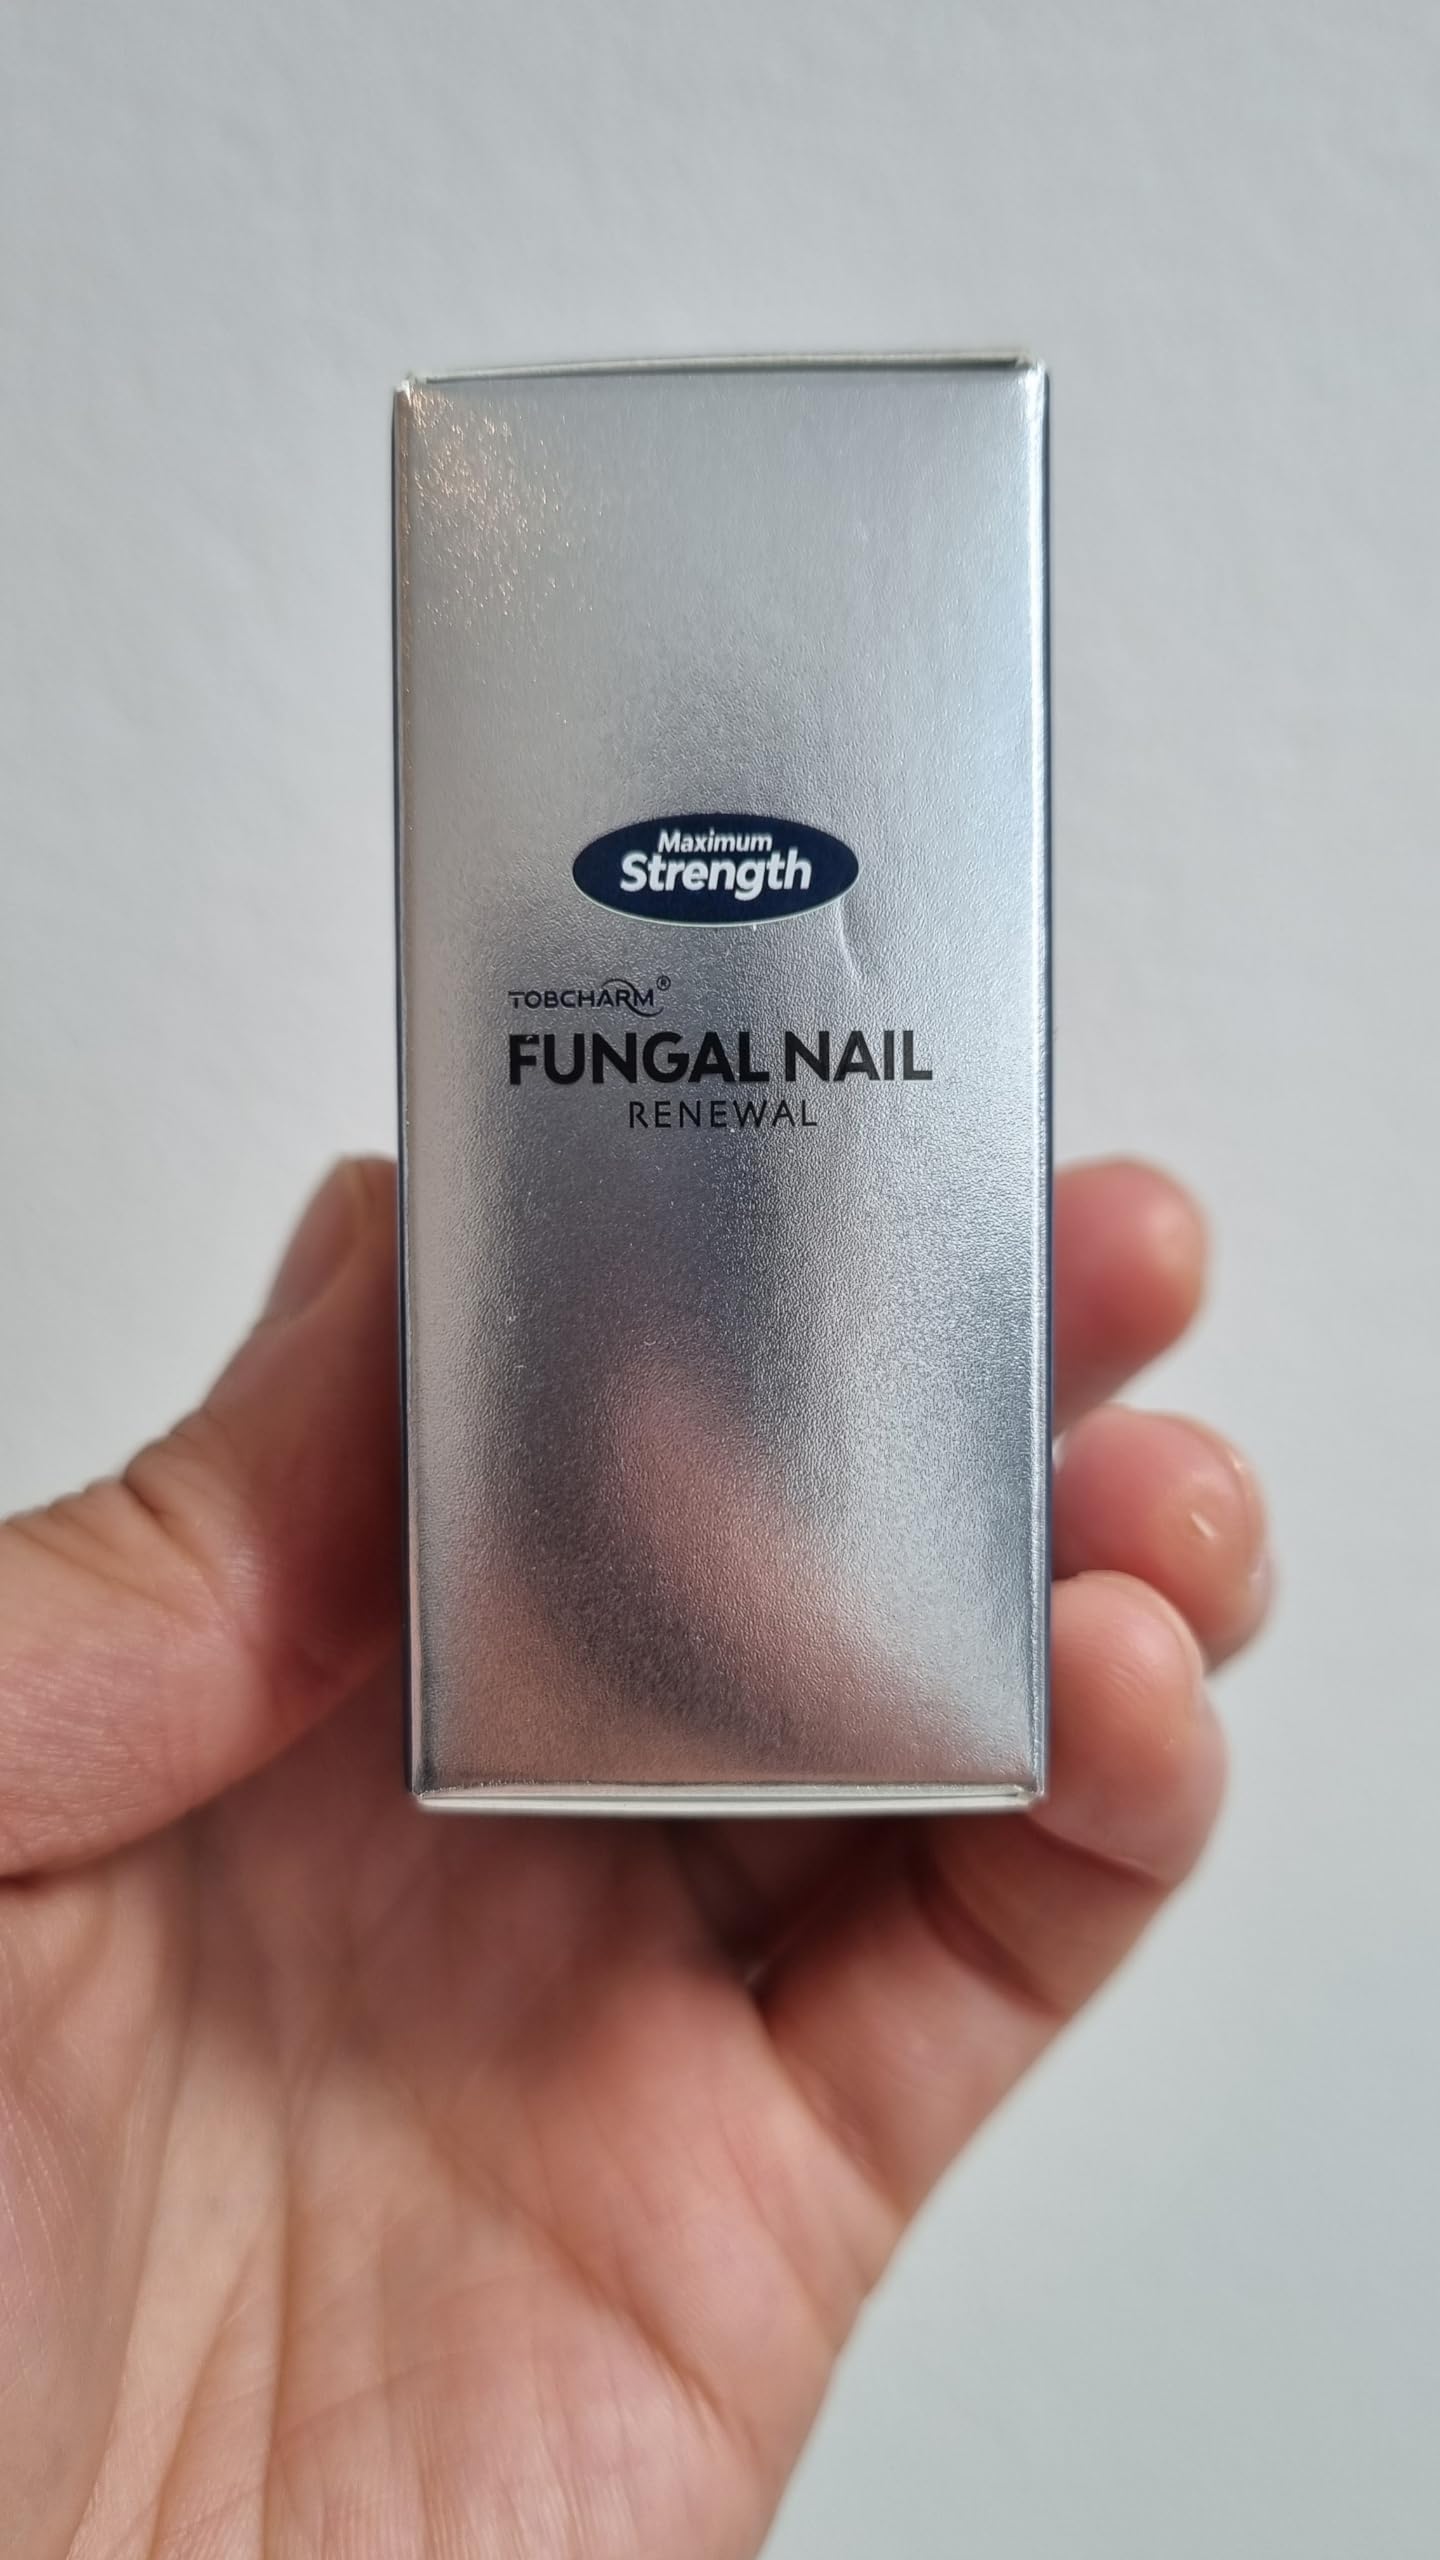 Maximum
Strength
TOBCHARM®
FUNGAL NAIL
RENEWAL